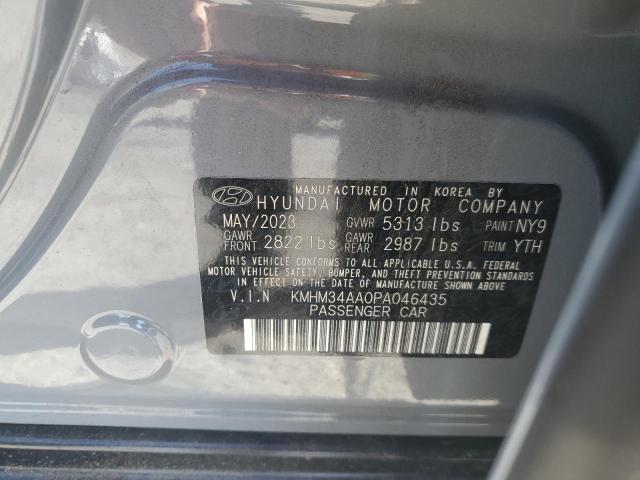 MANUFACTURED IN KOREA BY
HYUNDAI MOTOR COMPANY
MAY/2023 GVWR 5313 lbs PAINT NY9
GAWR FRONT 2822 lbs GAWR REAR 2987 lbs TRIM YTH
THIS VEHICLE CONFORMS TO ALL APPLICABLE U.S.A. FEDERAL
MOTOR VEHICLE SAFETY, BUMPER, AND THEFT PREVENTION STANDARDS
IN EFFECT ON THE DATE OF MANUFACTURE SHOWN ABOVE.
V.I.N KMHM34AA0PA046435
PASSENGER CAR